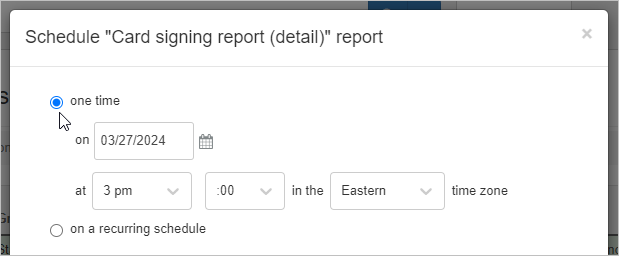 Schedule "Card signing report (detail)" report
×
one time
on 03/27/2024
at 3 pm :00 in the Eastern time zone
on a recurring schedule